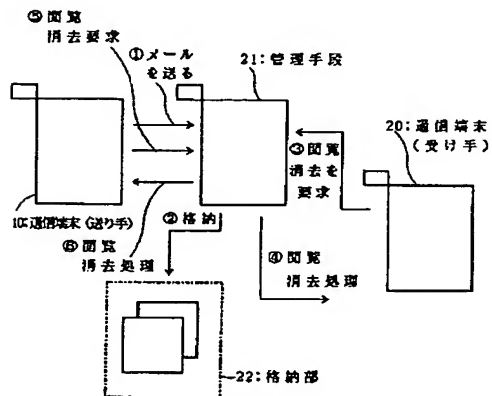 ⑤閲覧
消去要求
①メール
を送る
21:管理手段
20:通信端末
(受け手)
③閲覧
消去を
要求
10:通信端末(送り手)
②格納
⑥閲覧
消去処理
④閲覧
消去処理
22:格納部